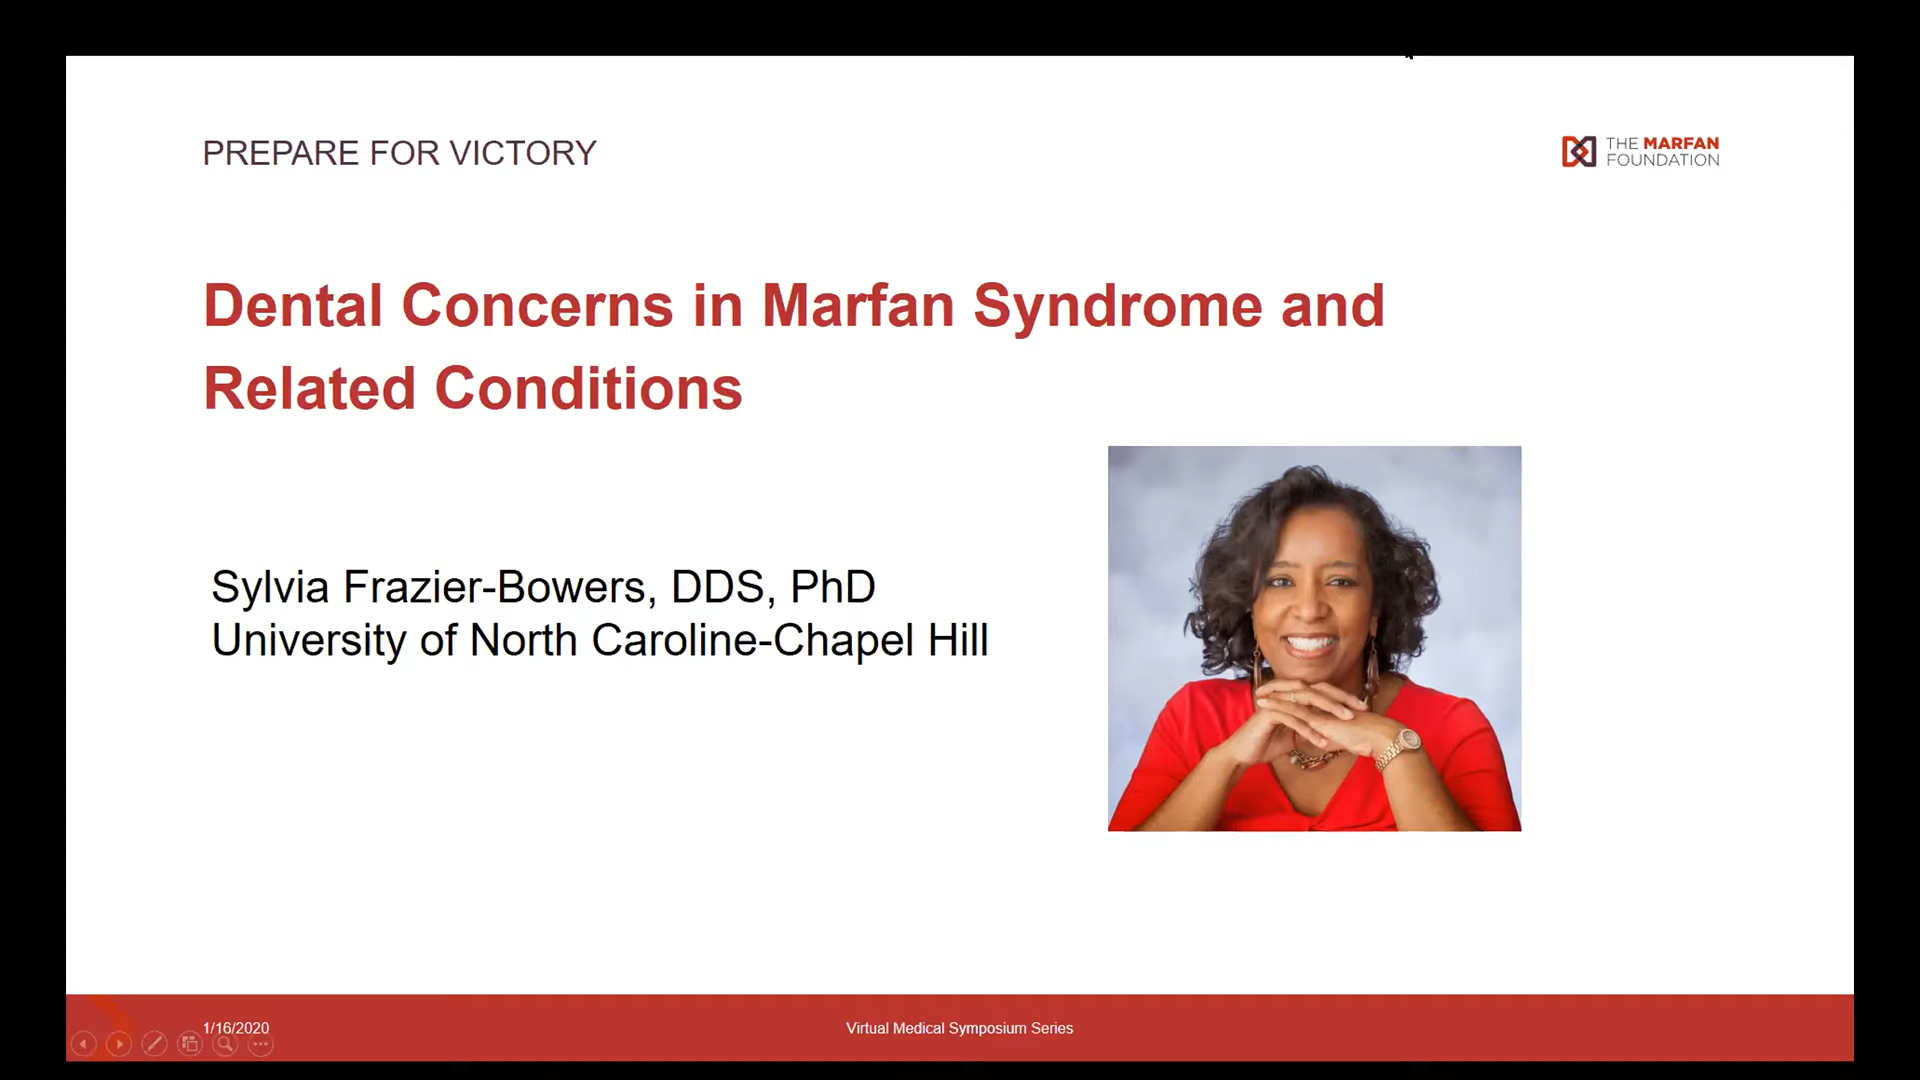 PREPARE FOR VICTORY
THE MARFAN
FOUNDATION
Dental Concerns in Marfan Syndrome and
Related Conditions
Sylvia Frazier-Bowers, DDS, PhD
University of North Caroline-Chapel Hill
1/16/2020
Virtual Medical Symposium Series